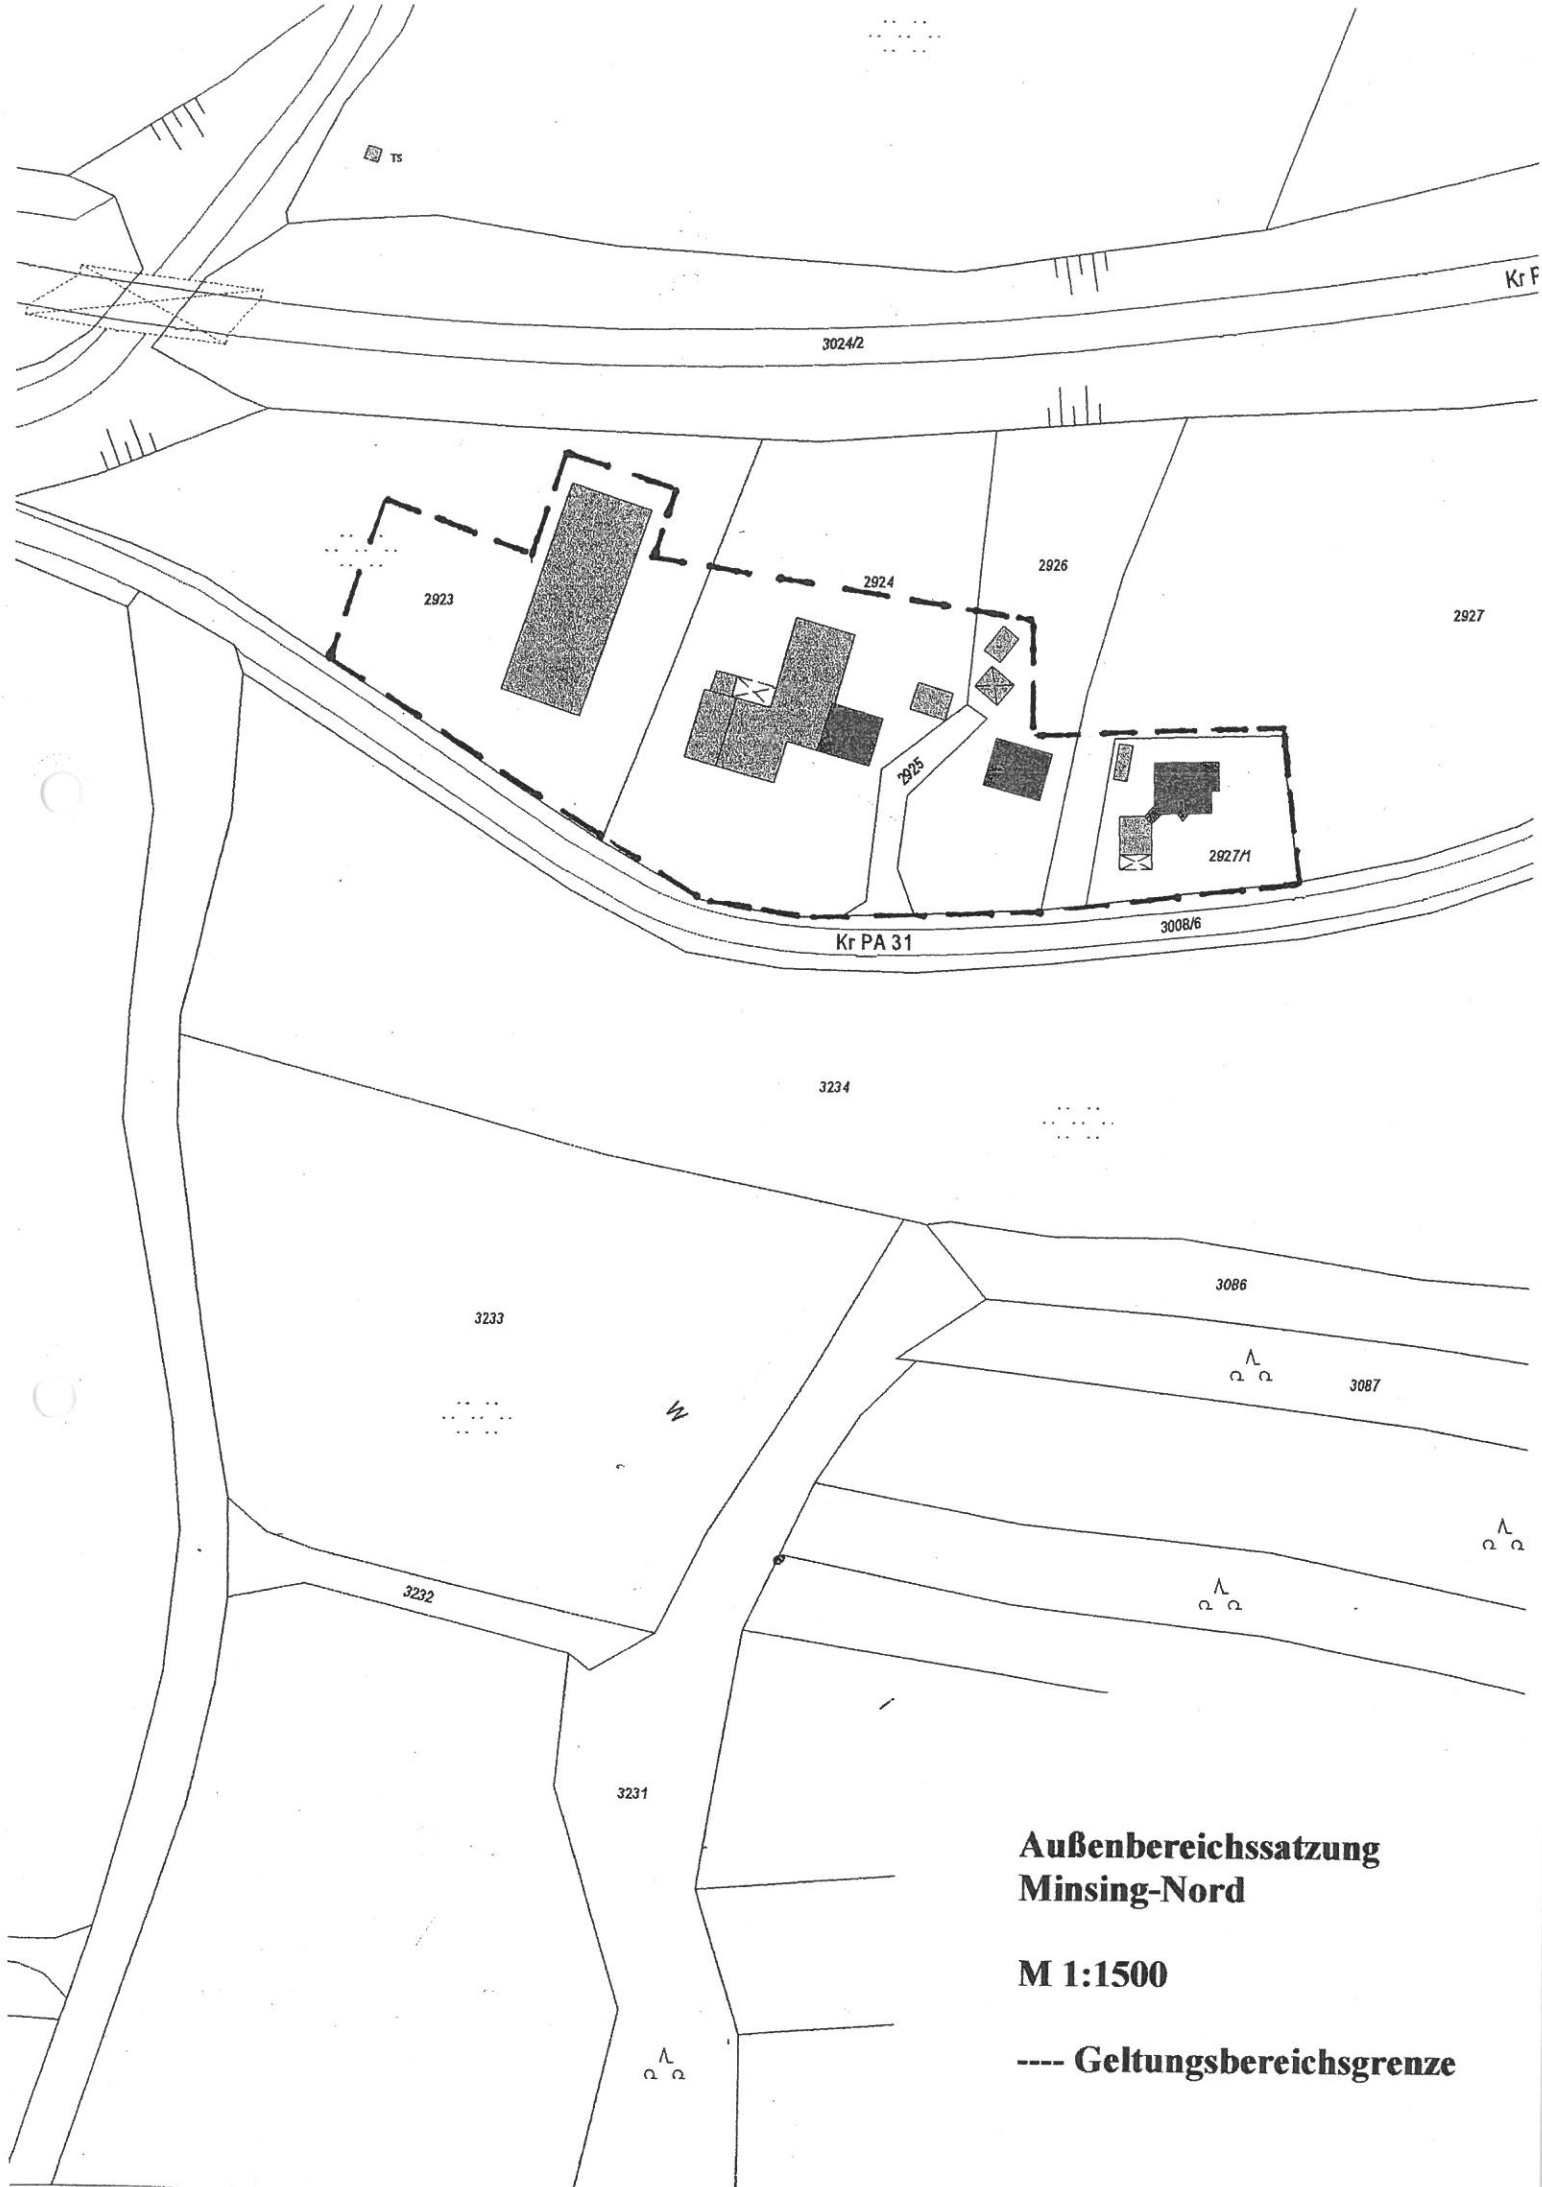 TS
Kr P
3024/2
2924
2926
2923
2927
2925
2927/1
3008/6
Kr PA 31
3234
3086
3233
3087
W
3232
3231
Außenbereichssatzung
Minsing-Nord
M 1:1500
---- Geltungsbereichsgrenze